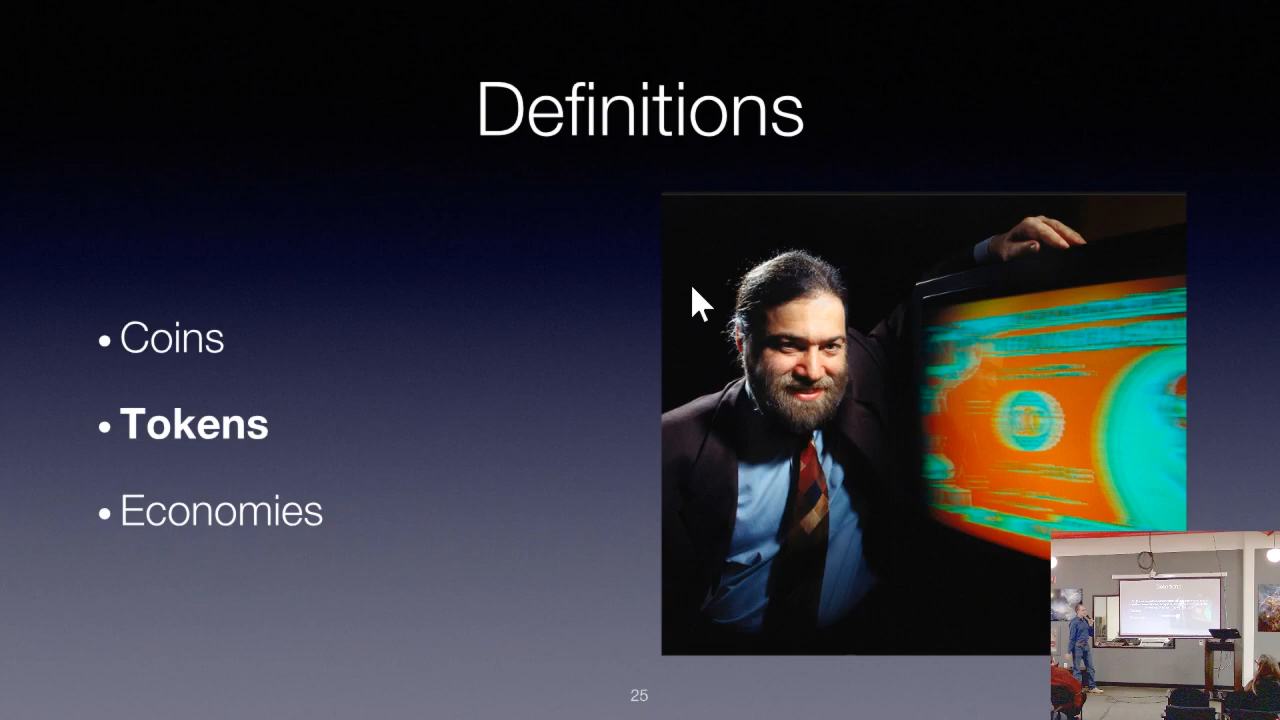 Definitions
• Coins
• Tokens
• Economies
25